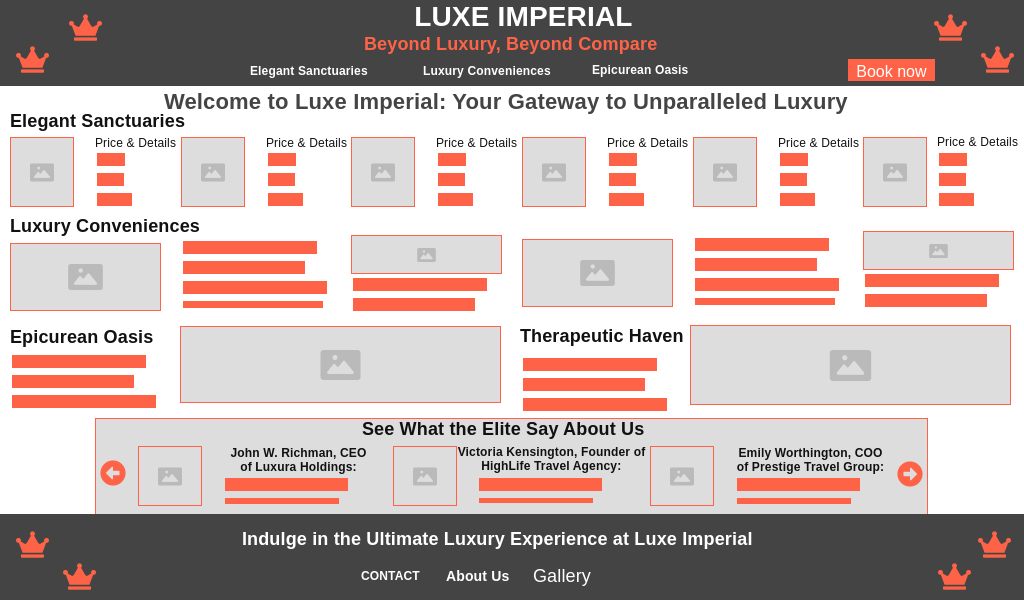 LUXE IMPERIAL
Beyond Luxury, Beyond Compare
Elegant Sanctuaries
Luxury Conveniences
Epicurean Oasis
Book now
Welcome to Luxe Imperial: Your Gateway to Unparalleled Luxury
Elegant Sanctuaries
Price & Details
Price & Details
Price & Details
Price & Details
Price & Details
Price & Details
Luxury Conveniences
Epicurean Oasis
Therapeutic Haven
See What the Elite Say About Us
John W. Richman, CEO
of Luxura Holdings:
Victoria Kensington, Founder of
HighLife Travel Agency:
Emily Worthington, COO
of Prestige Travel Group:
Indulge in the Ultimate Luxury Experience at Luxe Imperial
CONTACT
About Us
Gallery